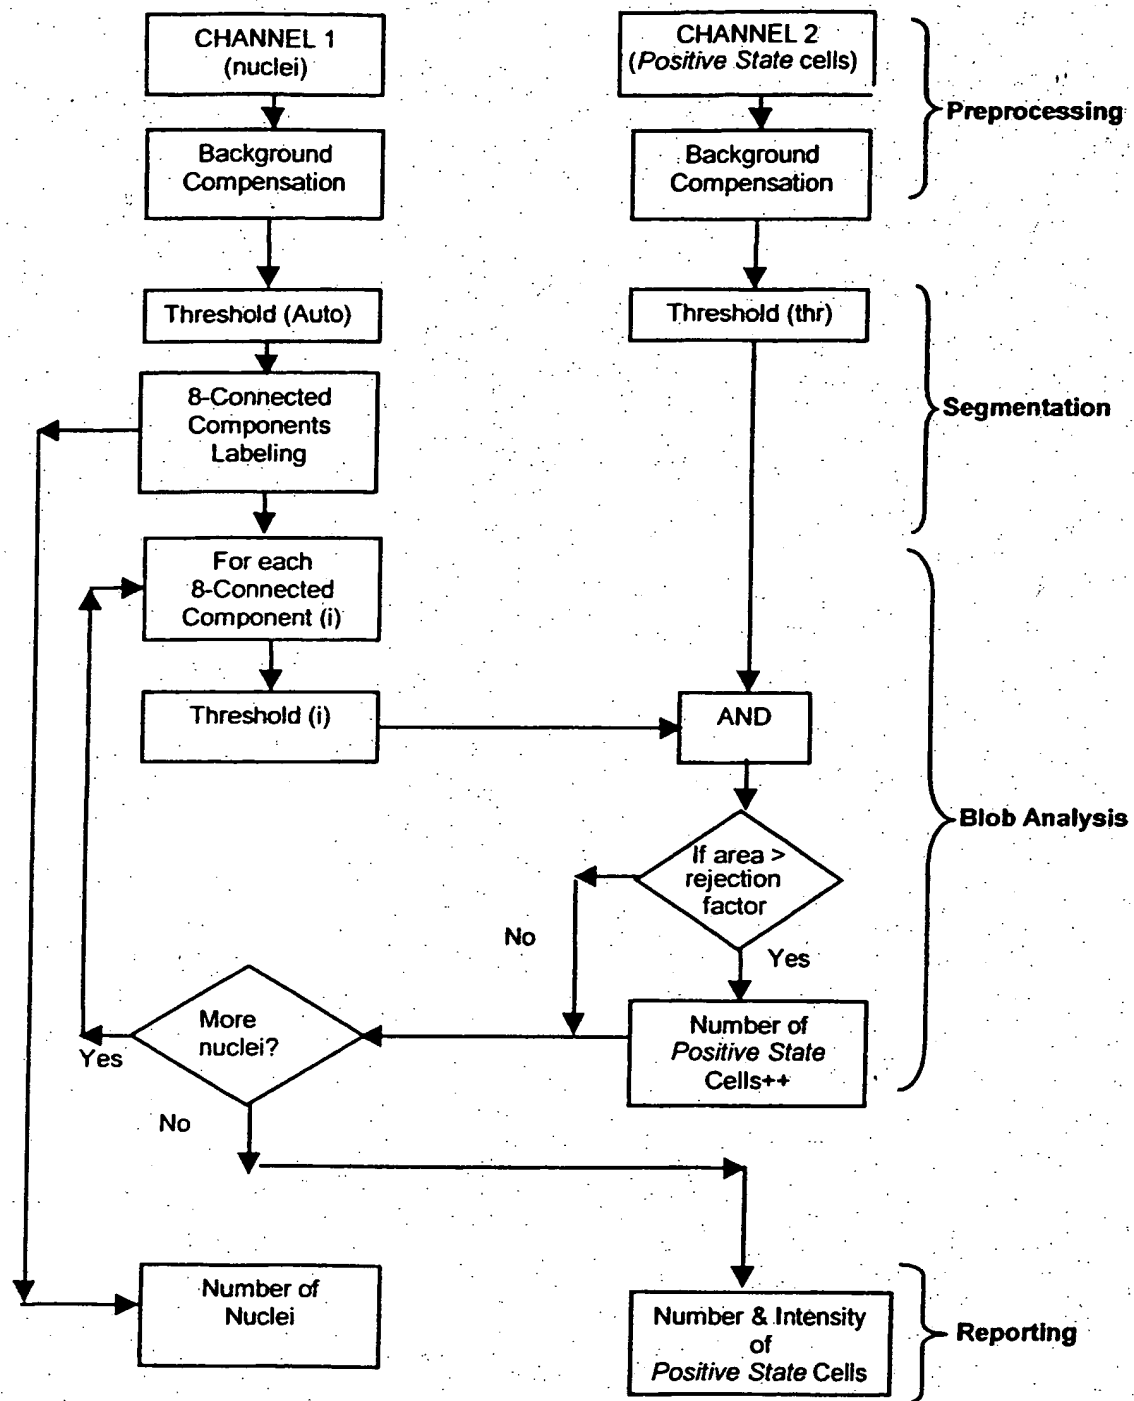 CHANNEL 1
(nuclei)
CHANNEL 2
(Positive State cells)
Preprocessing
Background
Compensation
Background
Compensation
Threshold (Auto)
Threshold (thr)
8-Connected
Components
Labeling
Segmentation
For each
8-Connected
Component (i)
Threshold (i)
AND
Blob Analysis
If area >
rejection
factor
No
Yes
More
nuclei?
Yes
No
Number of
Positive State
Cells++
Number of
Nuclei
Number & Intensity
of
Positive State Cells
Reporting